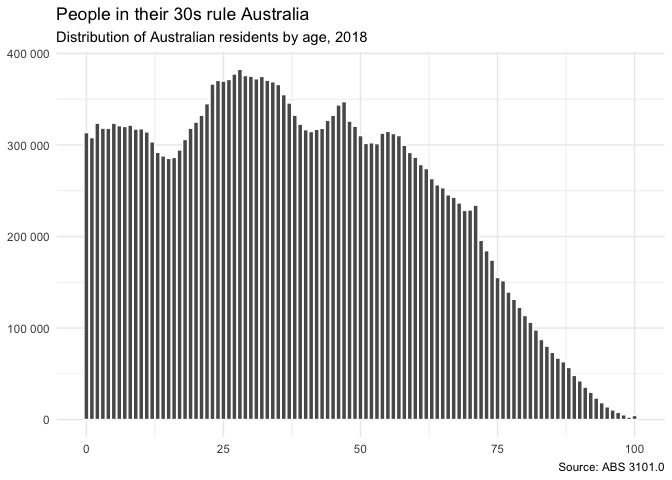 People in their 30s rule Australia
Distribution of Australian residents by age, 2018
400 000
300 000
200 000
100 000
0
0 25 50 75 100
Source: ABS 3101.0